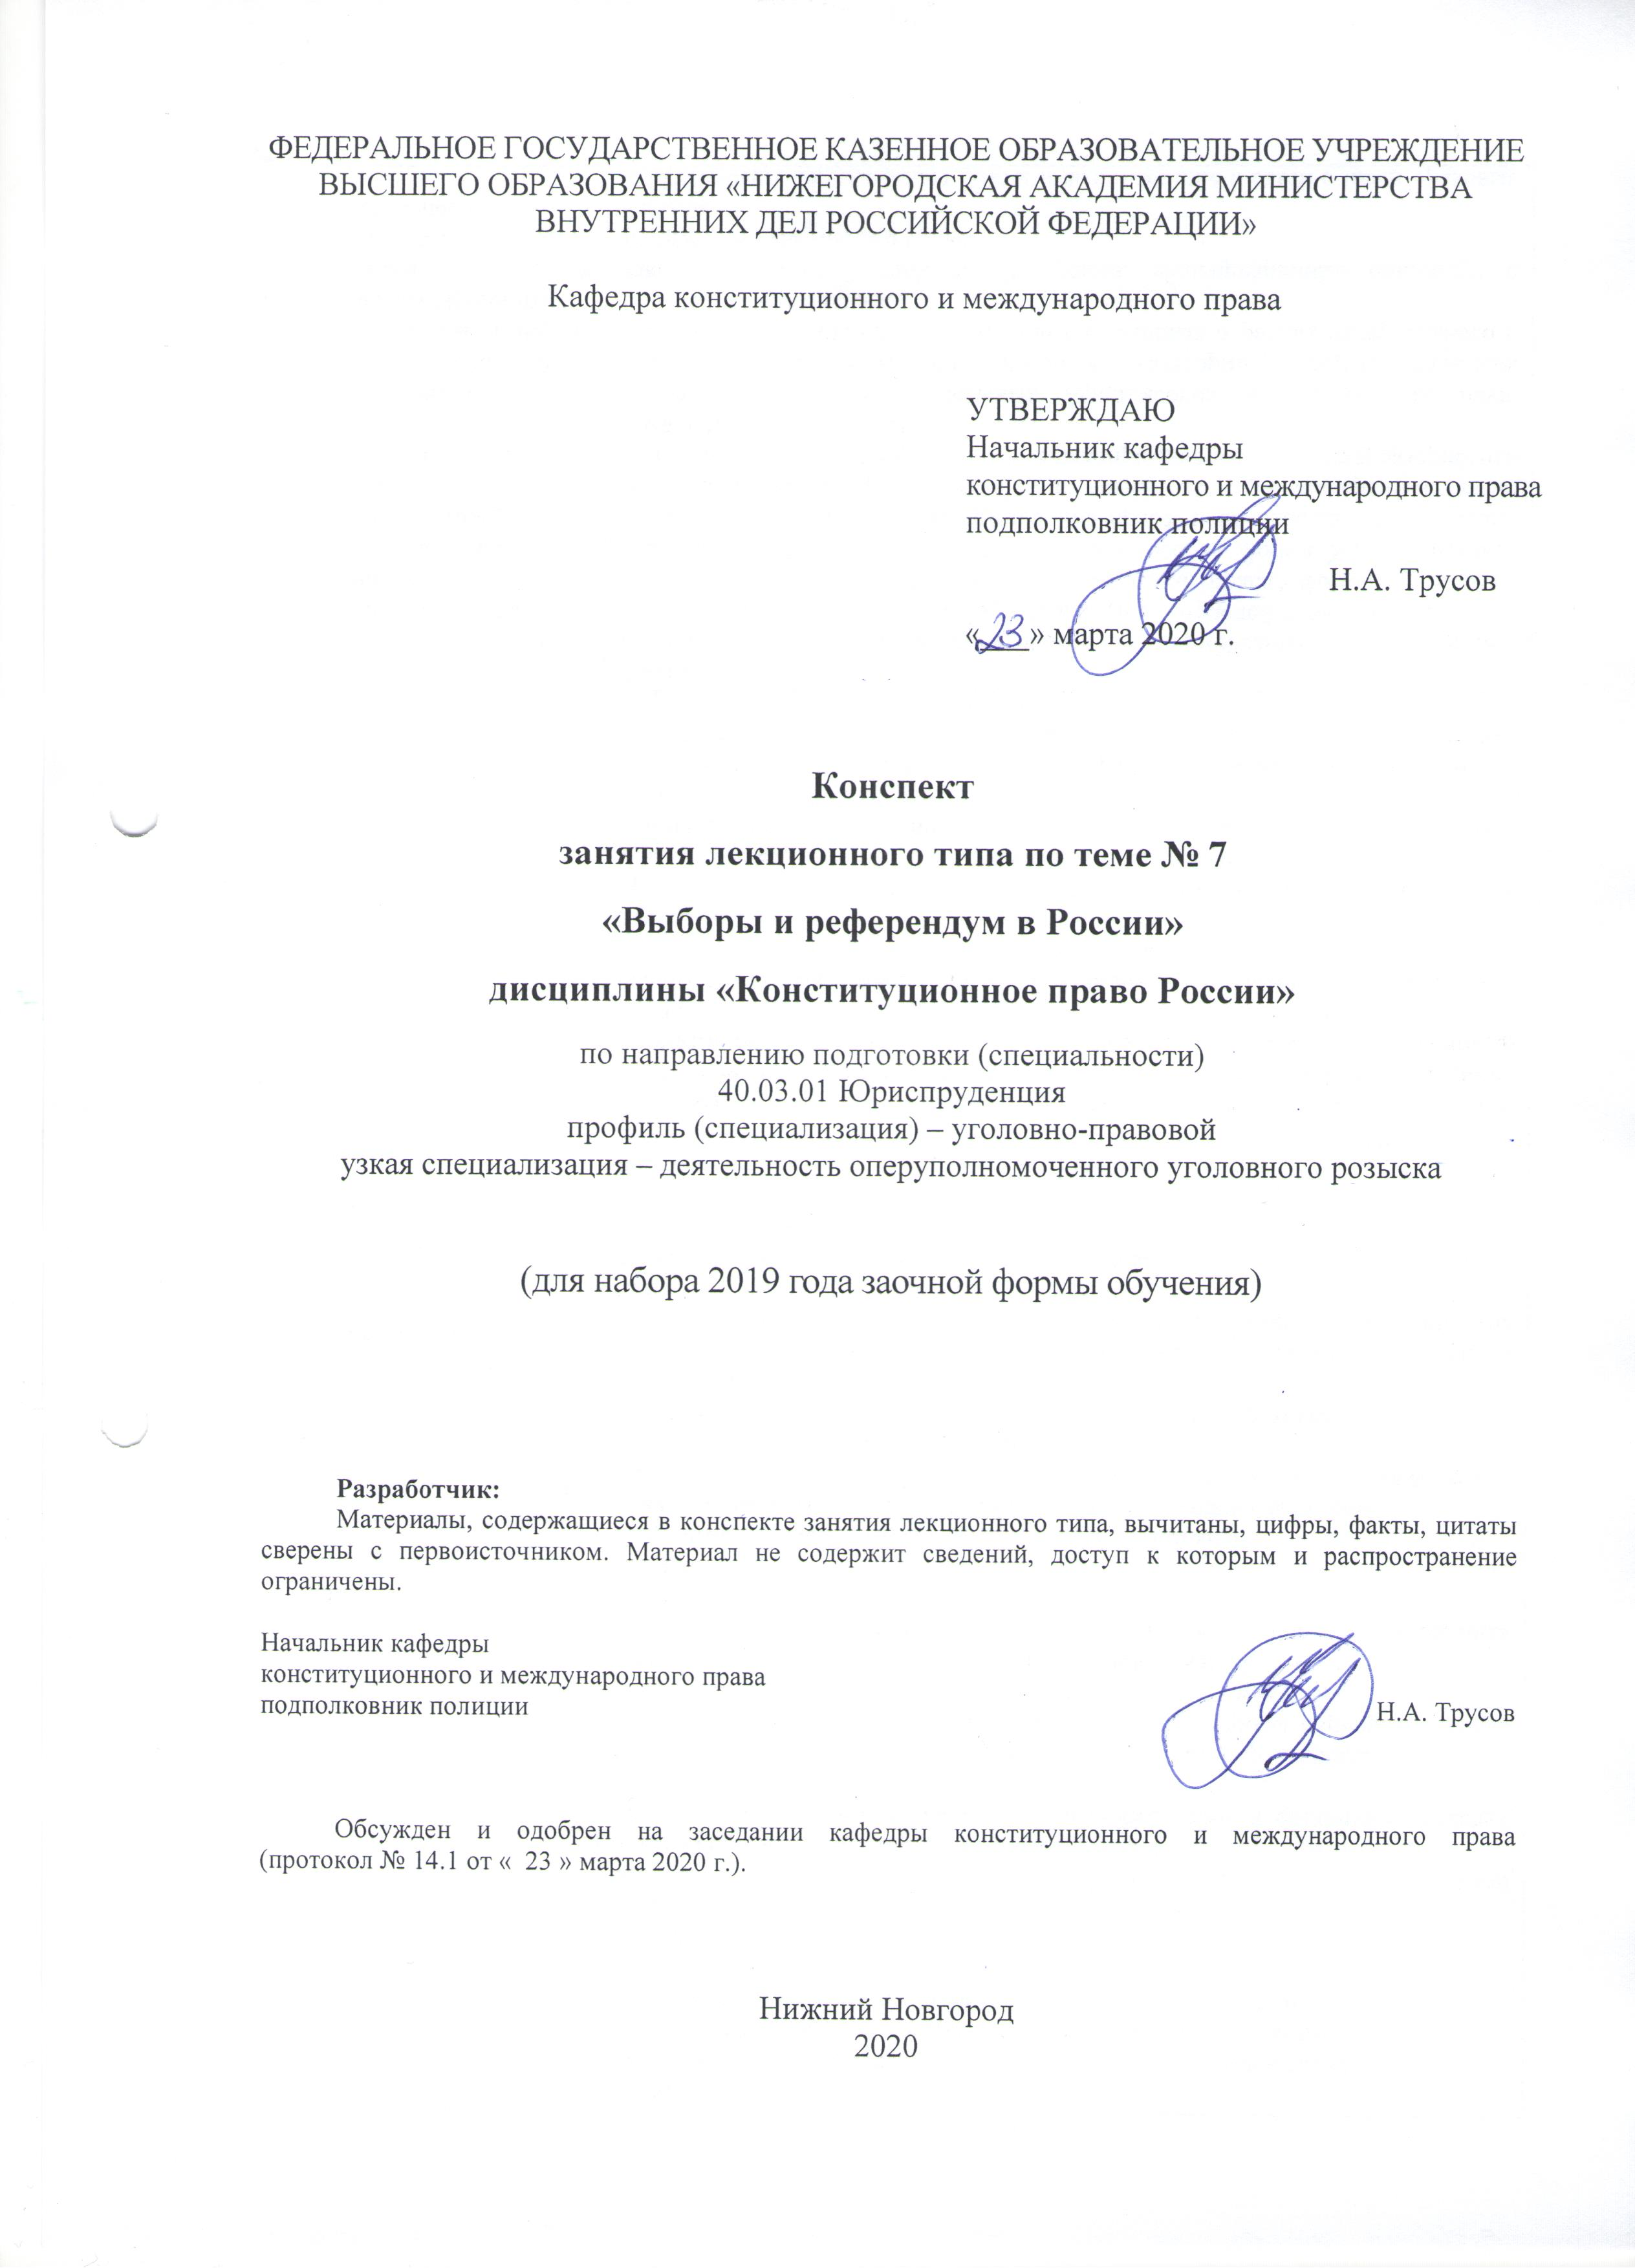 ФЕДЕРАЛЬНОЕ ГОСУДАРСТВЕННОЕ КАЗЕННОЕ ОБРАЗОВАТЕЛЬНОЕ УЧРЕЖДЕНИЕ
ВЫСШЕГО ОБРАЗОВАНИЯ «НИЖЕГОРОДСКАЯ АКАДЕМИЯ МИНИСТЕРСТВА
ВНУТРЕННИХ ДЕЛ РОССИЙСКОЙ ФЕДЕРАЦИИ»
Кафедра конституционного и международного права
УТВЕРЖДАЮ
Начальник кафедры
конституционного и международного права
подполковник полиции
Н.А. Трусов
«23» марта 2020 г.
Конспект
занятия лекционного типа по теме № 7
«Выборы и референдум в России»
дисциплины «Конституционное право России»
по направлению подготовки (специальности)
40.03.01 Юриспруденция
профиль (специализация) – уголовно-правовой
узкая специализация – деятельность оперуполномоченного уголовного розыска
(для набора 2019 года заочной формы обучения)
Разработчик:
Материалы, содержащиеся в конспекте занятия лекционного типа, вычитаны, цифры, факты, цитаты
сверены с первоисточником. Материал не содержит сведений, доступ к которым и распространение
ограничены.
Начальник кафедры
конституционного и международного права
подполковник полиции
Н.А. Трусов
Обсужден и одобрен на заседании кафедры конституционного и международного права
(протокол № 14.1 от « 23 » марта 2020 г.).
Нижний Новгород
2020